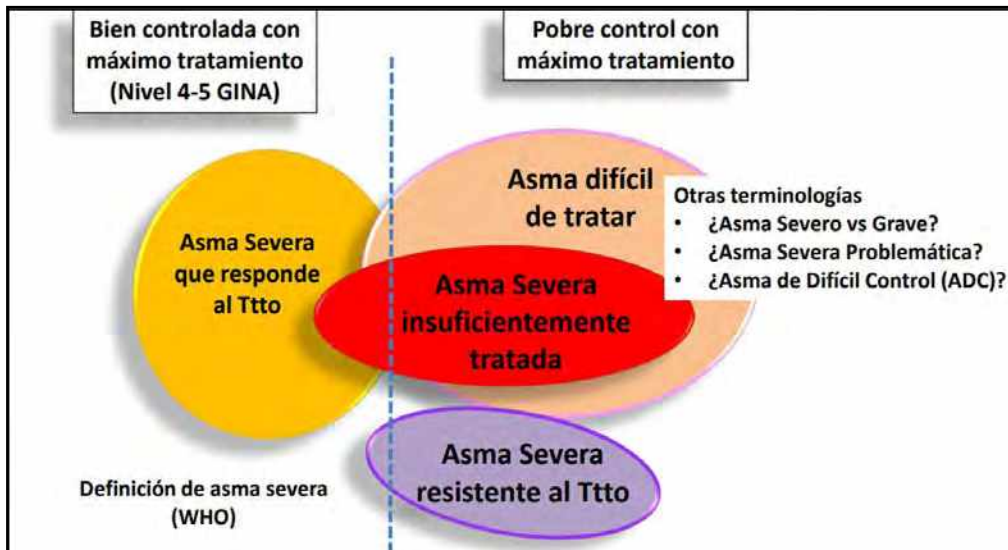 Bien controlada con
máximo tratamiento
(Nivel 4-5 GINA)
Pobre control con
máximo tratamiento
Asma Severa
que responde
al Ttto
Asma difícil
de tratar
Asma Severa
insuficientemente
tratada
Asma Severa
resistente al Ttto
Otras terminologías
• ¿Asma Severo vs Grave?
• ¿Asma Severa Problemática?
• ¿Asma de Difícil Control (ADC)?
Definición de asma severa
(WHO)